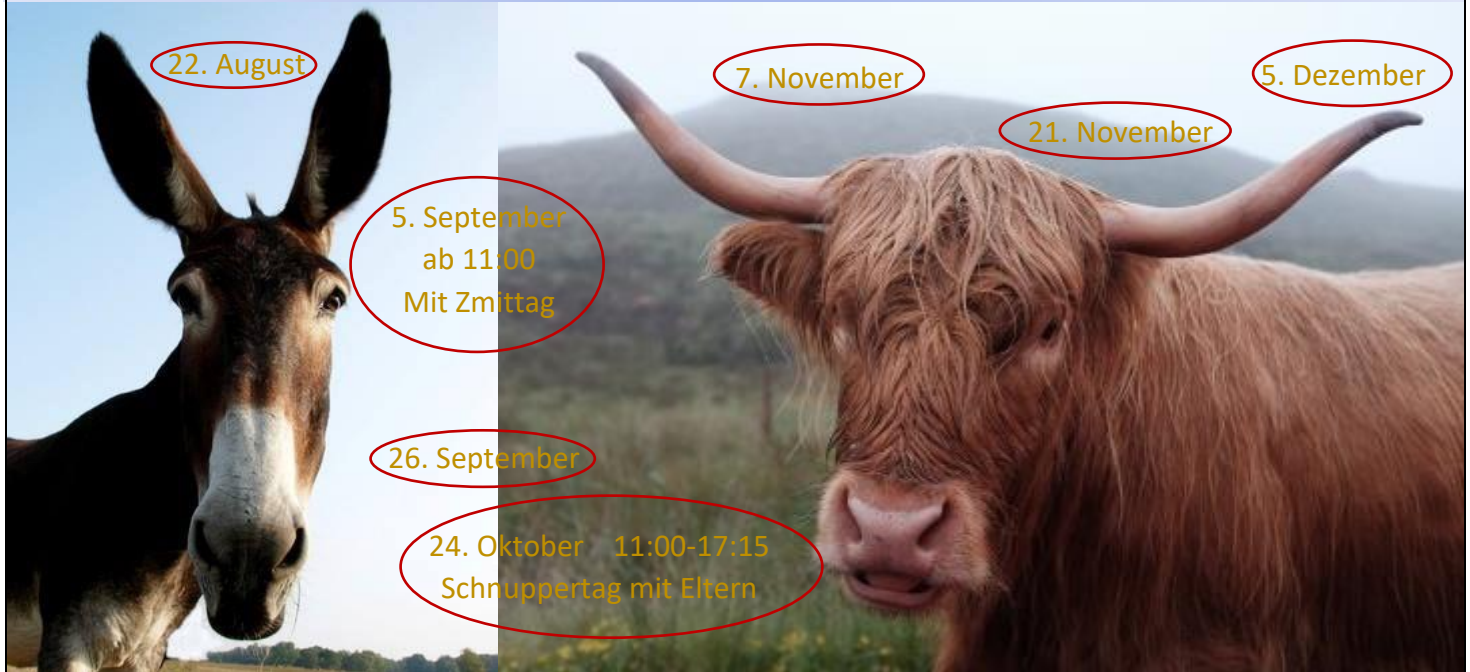 22. August
5. September
ab 11:00
Mit Zmittag
26. September
24. Oktober 11:00-17:15
Schnuppertag mit Eltern
7. November
21. November
5. Dezember